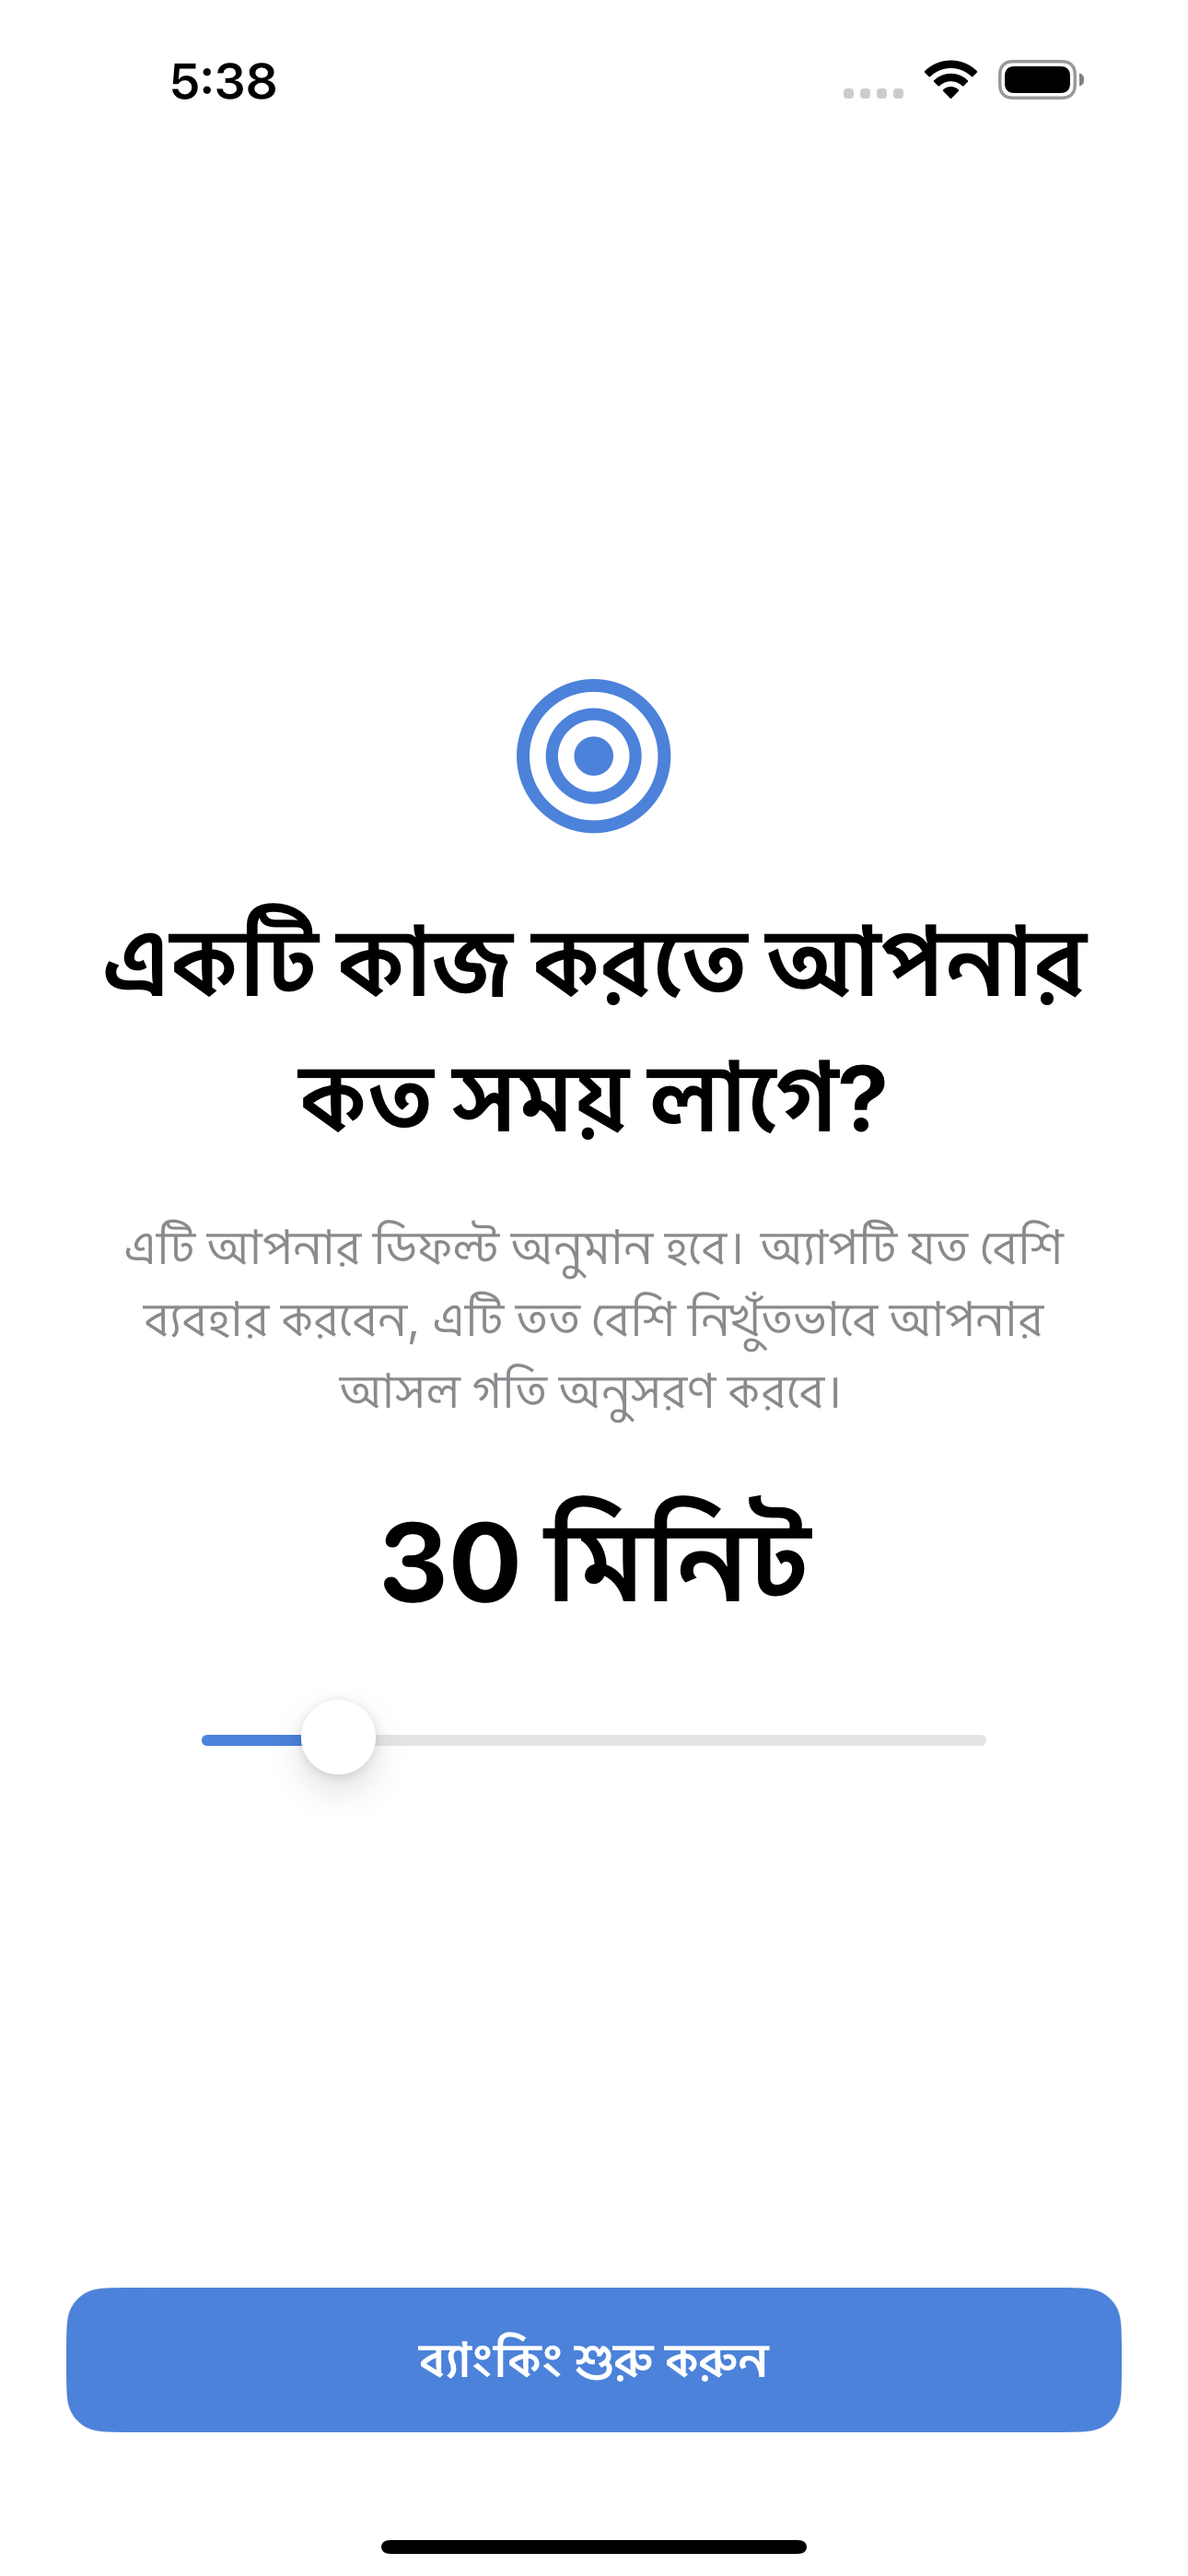 5:38
একটি কাজ করতে আপনার
কত সময় লাগে?
এটি আপনার ডিফল্ট অনুমান হবে। অ্যাপটি যত বেশি
ব্যবহার করবেন, এটি তত বেশি নিখুঁতভাবে আপনার
আসল গতি অনুসরণ করবে।
30 মিনিট
ব্যাংকিং শুরু করুন